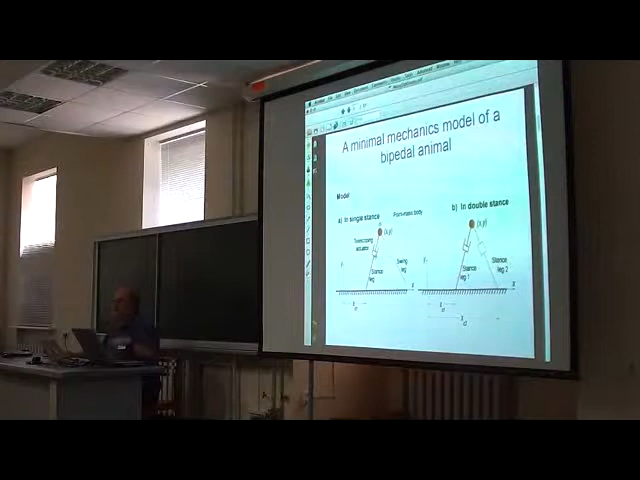 A minimal mechanics model of a
bipedal animal
Model
a) In single stance
Point-mass body
(x,y)
Telescoping
actuator
Stance
leg
Swing
leg
b) In double stance
(x,y)
Stance
leg 1
Stance
leg 2
x